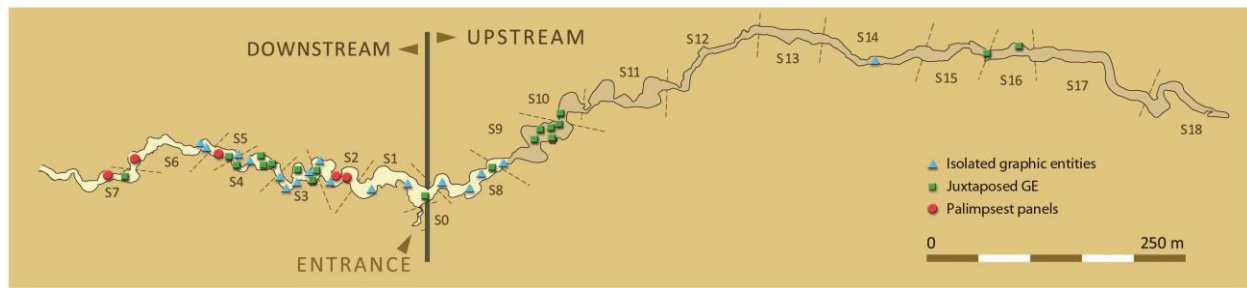 DOWNSTREAM
UPSTREAM
ENTRANCE
S0
S1
S2
S3
S4
S5
S6
S7
S8
S9
S10
S11
S12
S13
S14
S15
S16
S17
S18
Isolated graphic entities
Juxtaposed GE
Palimpsest panels
0 250 m